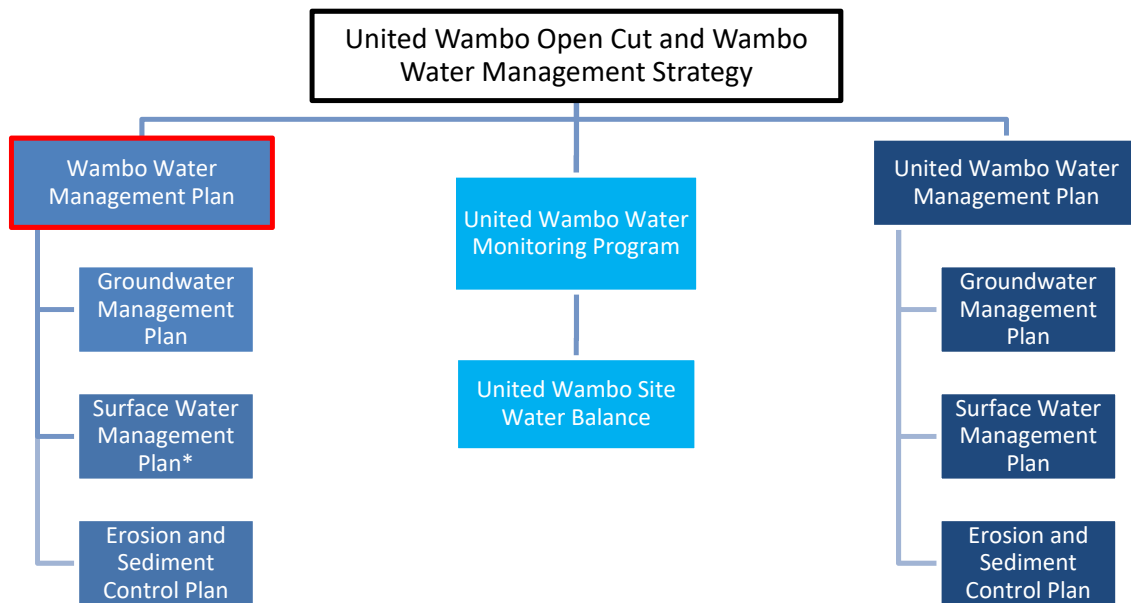 United Wambo Open Cut and Wambo
Water Management Strategy
Wambo Water
Management Plan
Groundwater
Management
Plan
Surface Water
Management
Plan*
Erosion and
Sediment
Control Plan
United Wambo Water
Monitoring Program
United Wambo Site
Water Balance
United Wambo Water
Management Plan
Groundwater
Management
Plan
Surface Water
Management
Plan
Erosion and
Sediment
Control Plan